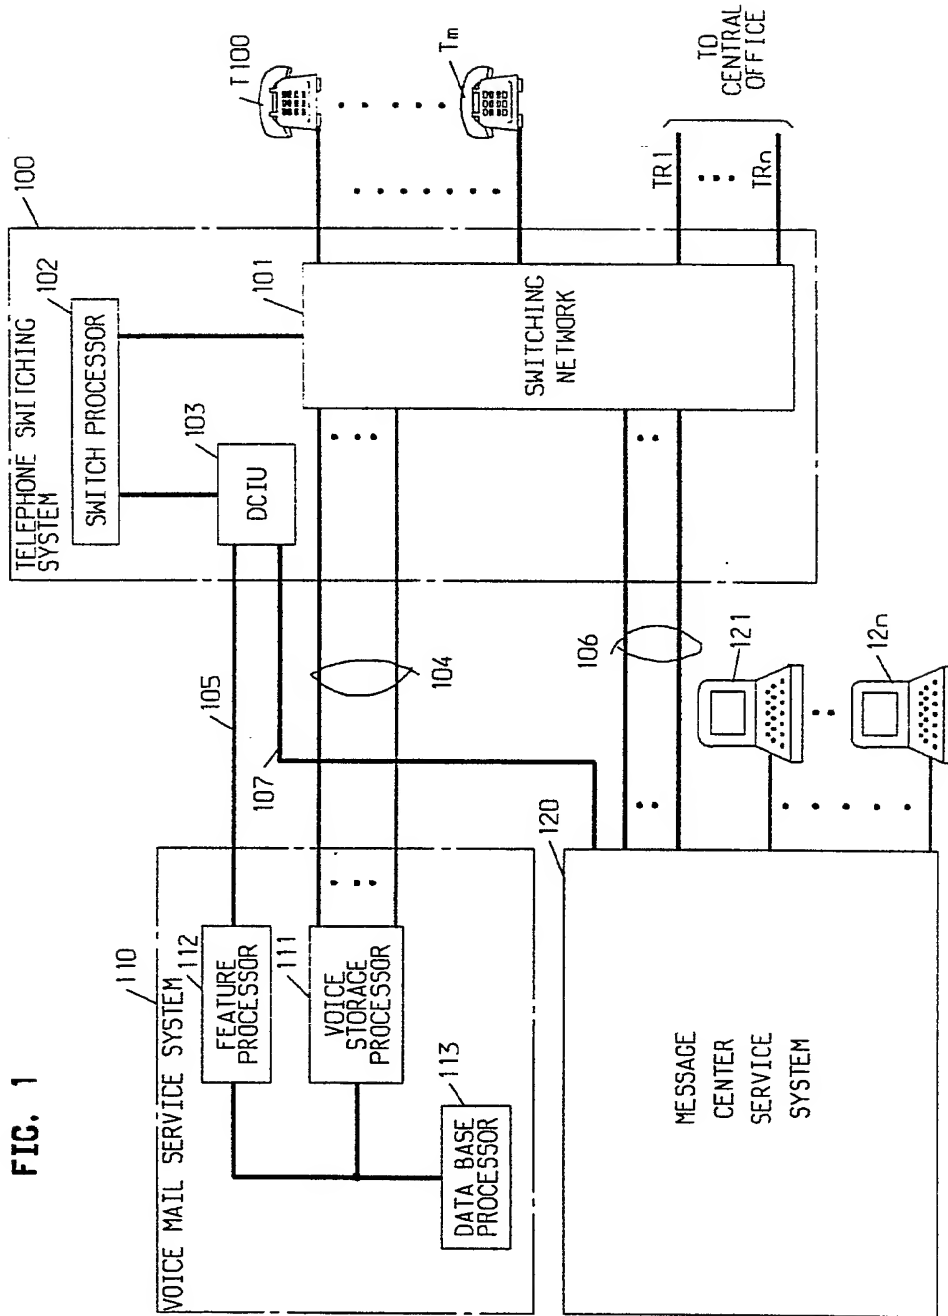 FIG. 1
VOICE MAIL SERVICE SYSTEM
110
FEATURE
PROCESSOR
112
VOICE
STORAGE
PROCESSOR
111
DATA BASE
PROCESSOR
113
105
107
104
TELEPHONE SWITCHING
SYSTEM
100
SWITCH PROCESSOR
102
DCIU
103
SWITCHING
NETWORK
101
T100
Tm
TR1
TRn
TO
CENTRAL
OFFICE
106
MESSAGE
CENTER
SERVICE
SYSTEM
120
121
12n